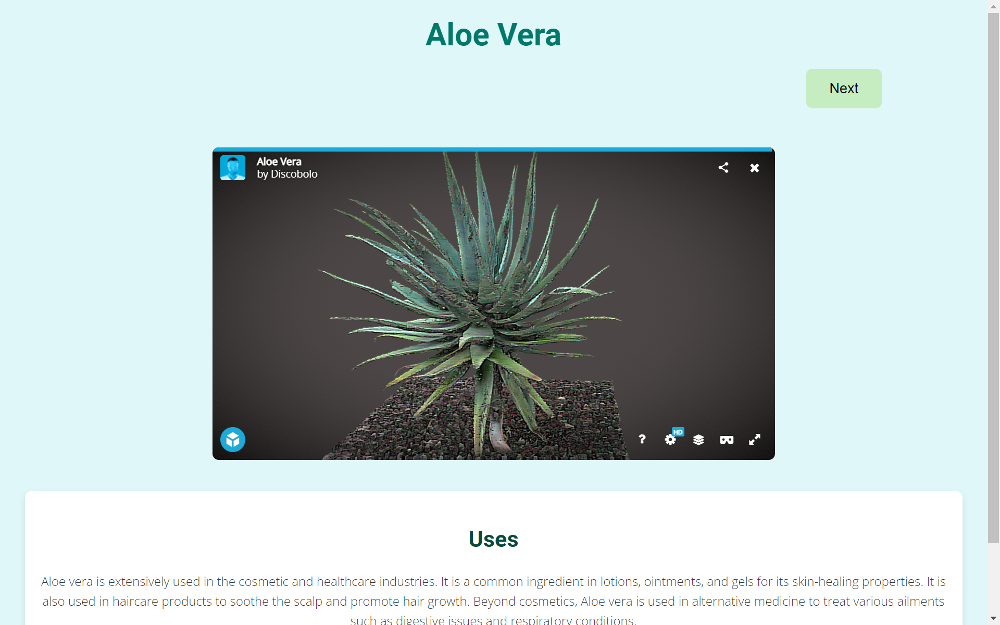 Aloe Vera
Next
Aloe Vera
by Discobolo
?
HD
Uses
Aloe vera is extensively used in the cosmetic and healthcare industries. It is a common ingredient in lotions, ointments, and gels for its skin-healing properties. It is
also used in haircare products to soothe the scalp and promote hair growth. Beyond cosmetics, Aloe vera is used in alternative medicine to treat various ailments
such as digestive issues and respiratory conditions.